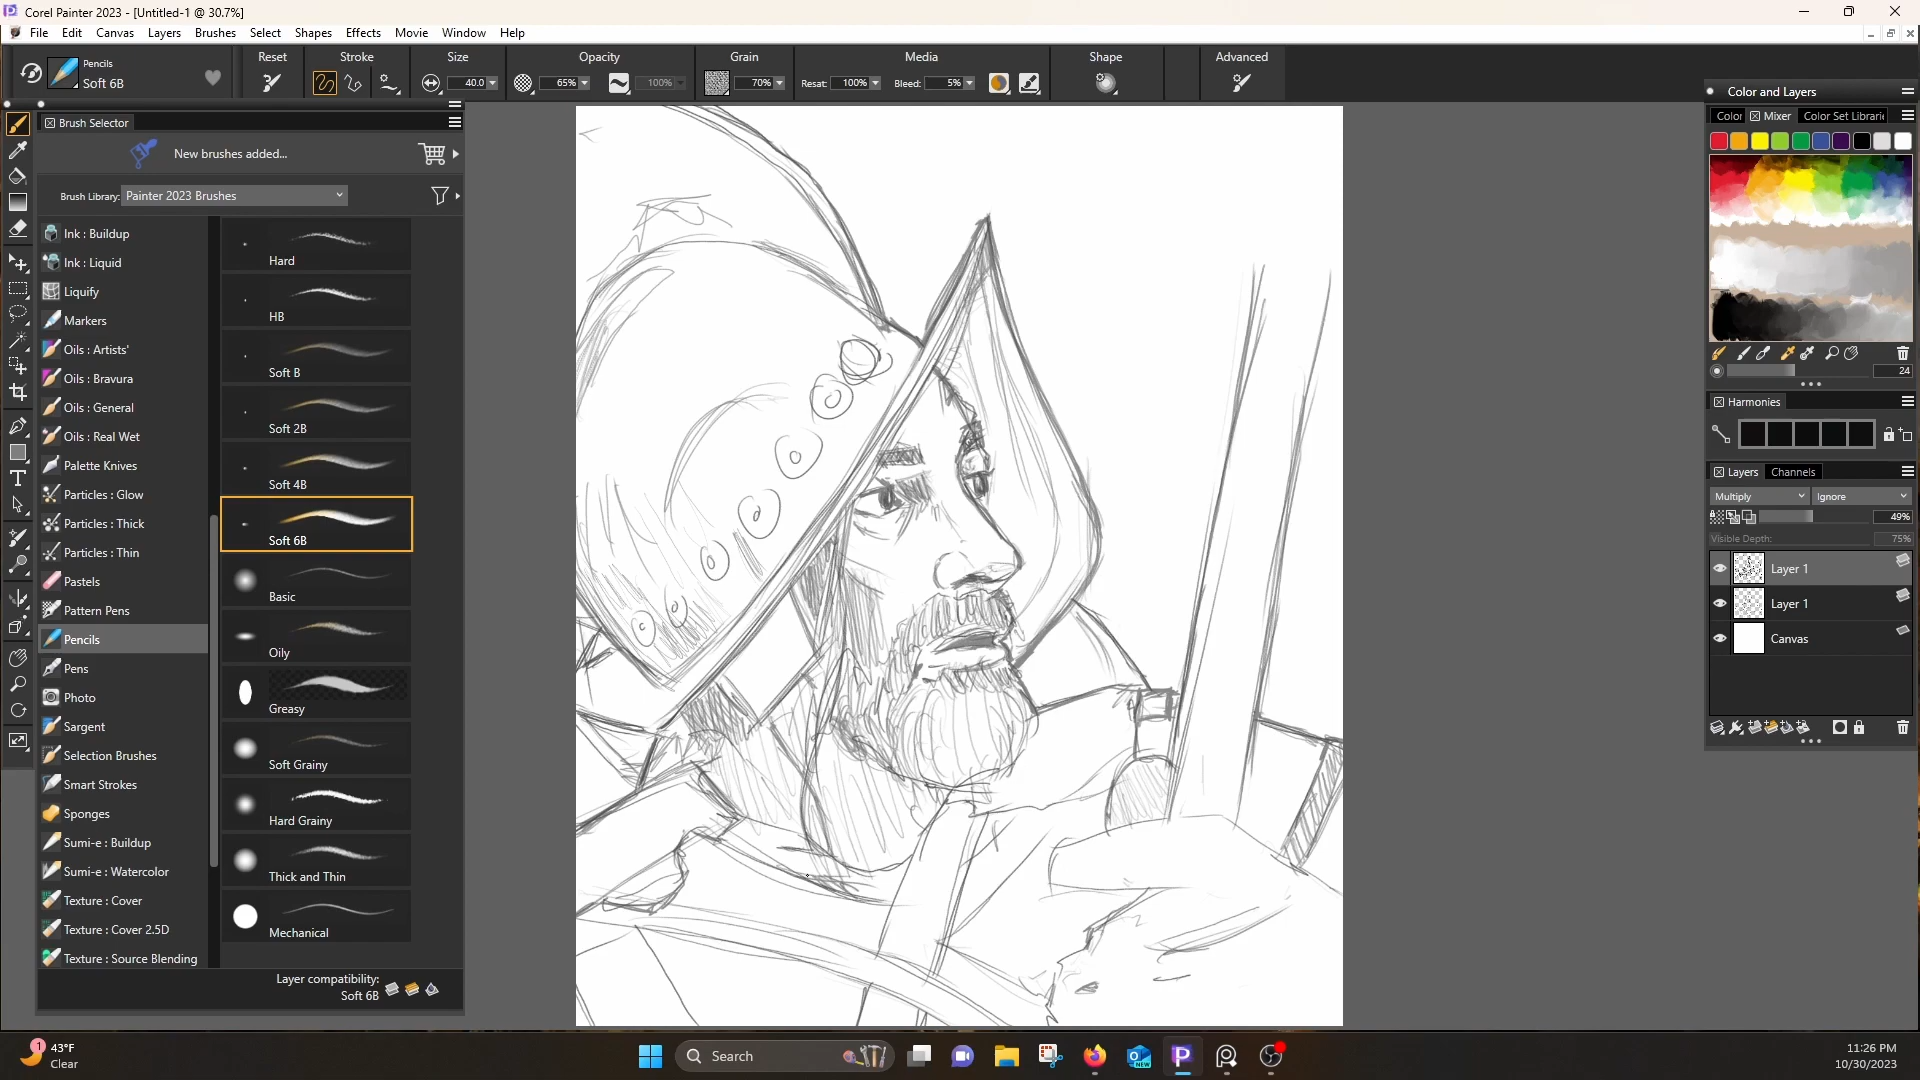 Corel Painter 2023 - [Untitled-1 @ 30.7%]
File Edit Canvas Layers Brushes Select Shapes Effects Movie Window Help
Pencils
Soft 6B
Reset Stroke Size Opacity Grain Media Shape Advanced
40.0 65% 100% 70% Resat: 100% Bleed: 5%
Brush Selector
New brushes added...
Brush Library: Painter 2023 Brushes
Ink : Buildup
Ink : Liquid
Liquify
Markers
Oils : Artists'
Oils : Bravura
Oils : General
Oils : Real Wet
Palette Knives
Particles : Glow
Particles : Thick
Particles : Thin
Pastels
Pattern Pens
Pencils
Pens
Photo
Sargent
Selection Brushes
Smart Strokes
Sponges
Sumi-e : Buildup
Sumi-e : Watercolor
Texture : Cover
Texture : Cover 2.5D
Texture : Source Blending
Hard
HB
Soft B
Soft 2B
Soft 4B
Soft 6B
Basic
Oily
Greasy
Soft Grainy
Hard Grainy
Thick and Thin
Mechanical
Layer compatibility:
Soft 6B
Color and Layers
Color Mixer Color Set Librari
24
Harmonies
Layers Channels
Multiply Ignore
49%
Visible Depth: 75%
Layer 1
Layer 1
Canvas
1
43°F
Clear
Search
NEW
11:26 PM
10/30/2023